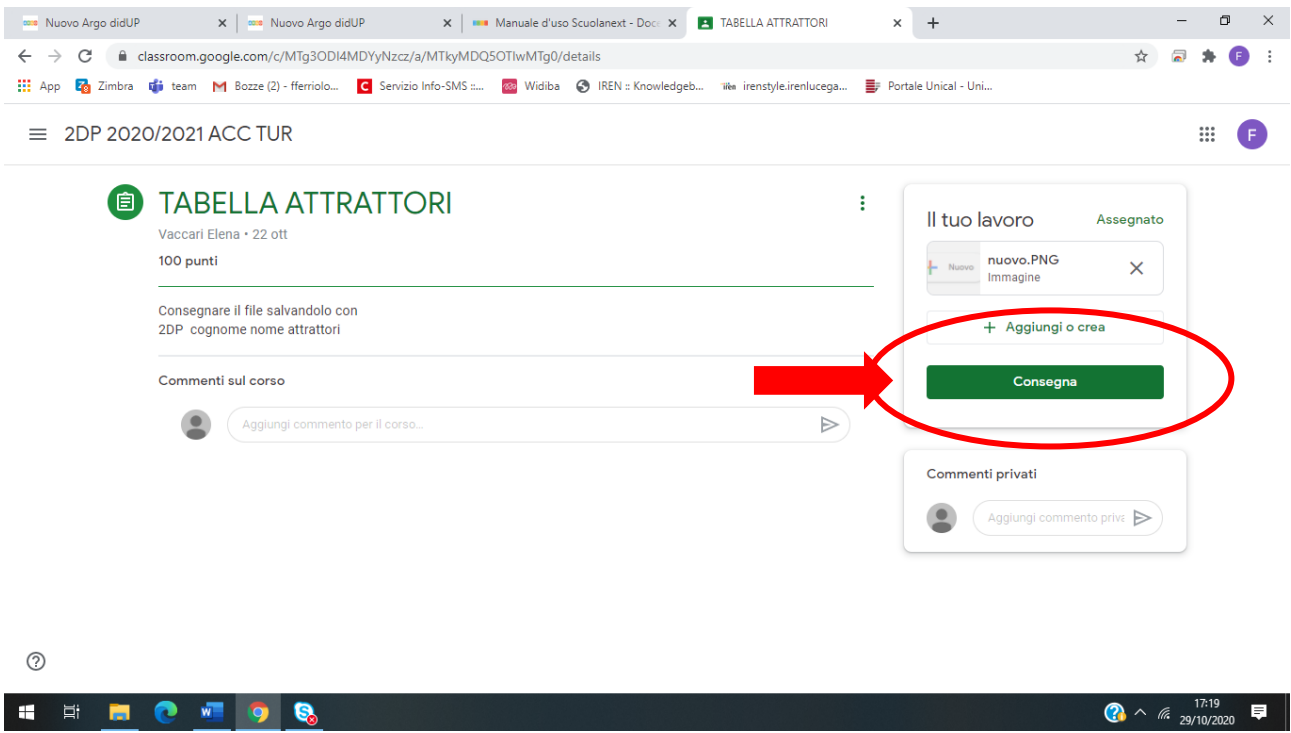 Nuovo Argo didUP
Nuovo Argo didUP
Manuale d'uso Scuolanext - Doce
TABELLA ATTRATTORI
classroom.google.com/c/MTg3ODI4MDYyNzcz/a/MTkyMDQ5OTIwMTg0/details
F
App
Zimbra
team
Bozze (2) - fferriolo...
Servizio Info-SMS ::...
Widiba
IREN :: Knowledgeb...
irenstyle.irenlucega...
Portale Unical - Uni...
2DP 2020/2021 ACC TUR
F
TABELLA ATTRATTORI
Vaccari Elena • 22 ott
100 punti
Consegnare il file salvandolo con
2DP cognome nome attrattori
Commenti sul corso
Aggiungi commento per il corso...
Il tuo lavoro
Assegnato
Nuovo
nuovo.PNG
Immagine
+ Aggiungi o crea
Consegna
Commenti privati
Aggiungi commento priva
17:19
29/10/2020